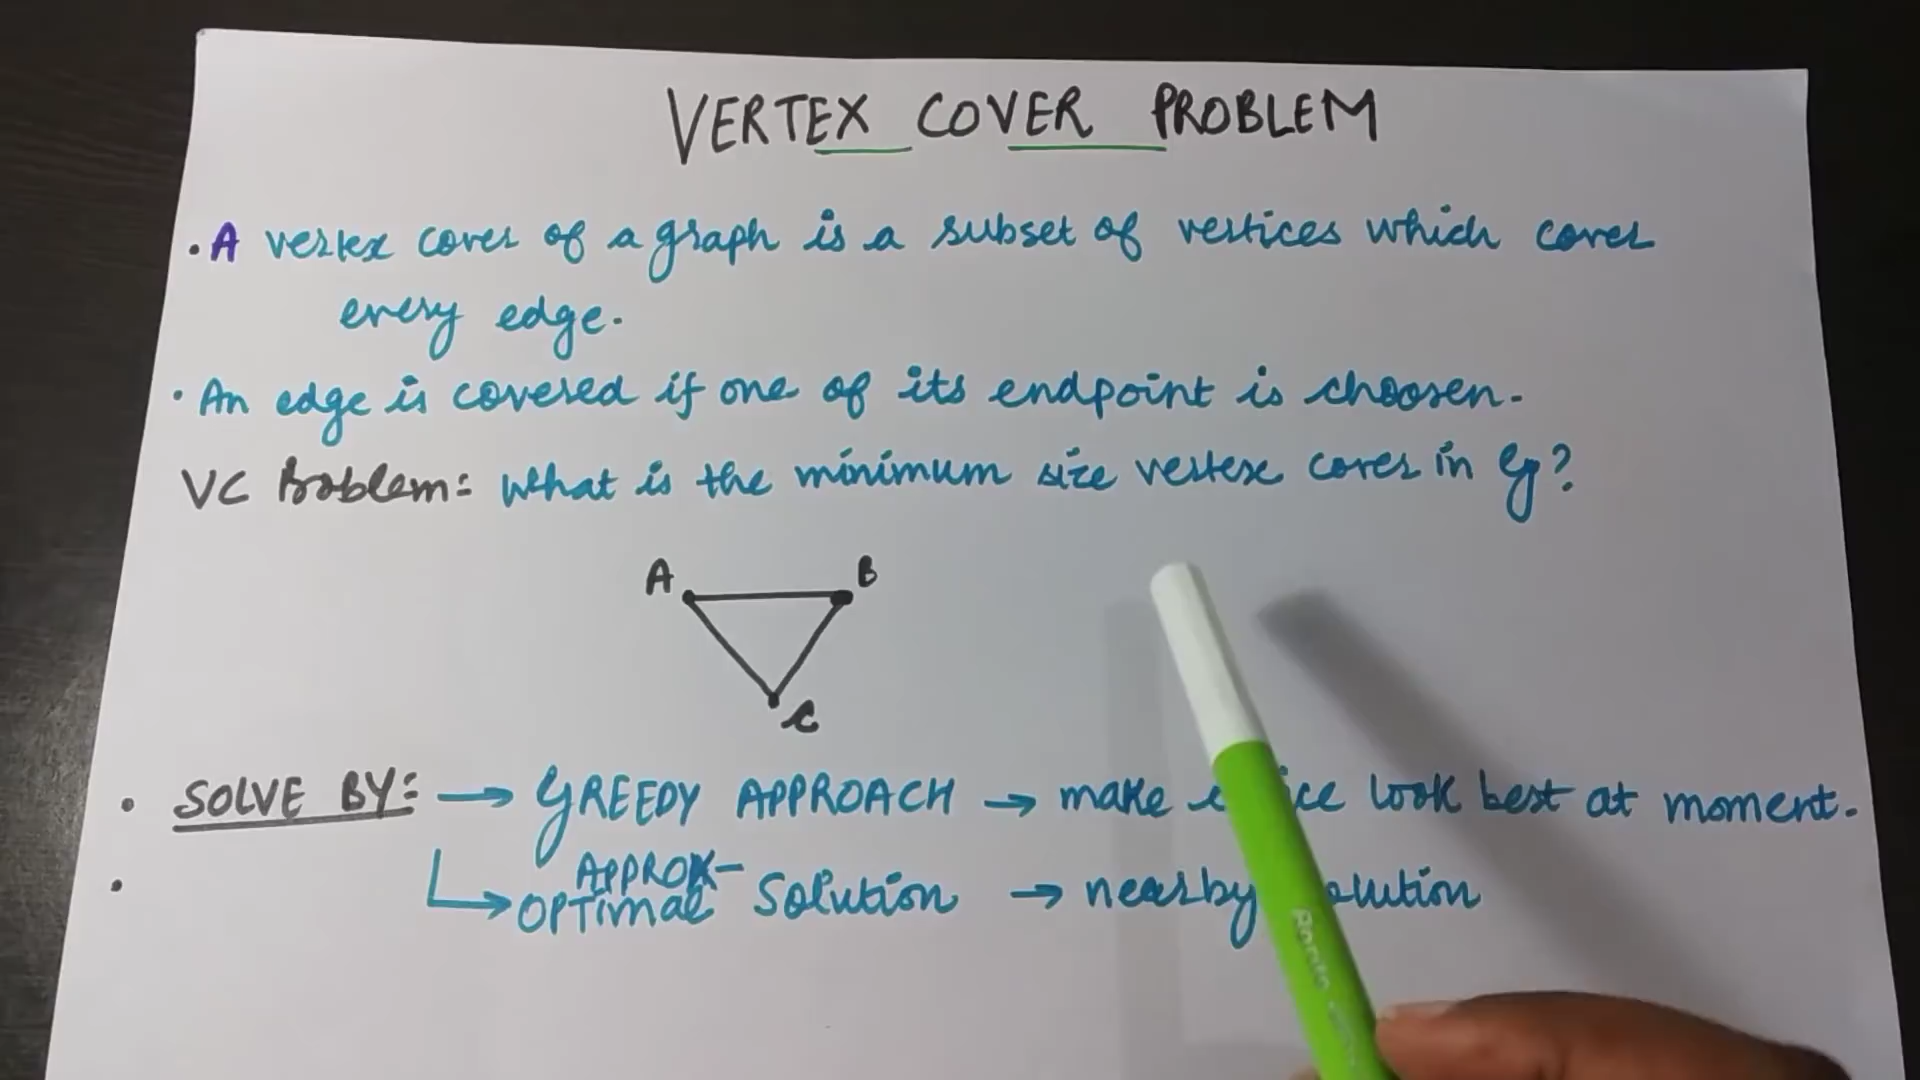 VERTEX COVER PROBLEM
. A vertex cover of a graph is a subset of vertices which cover
every edge.
. An edge is covered if one of its endpoint is choosen.
VC Problem: What is the minimum size vertex cover in G?
A B
C
. SOLVE BY: → GREEDY APPROACH → make look best at moment.
APPROX-
. OPTIMAL Solution → nearby